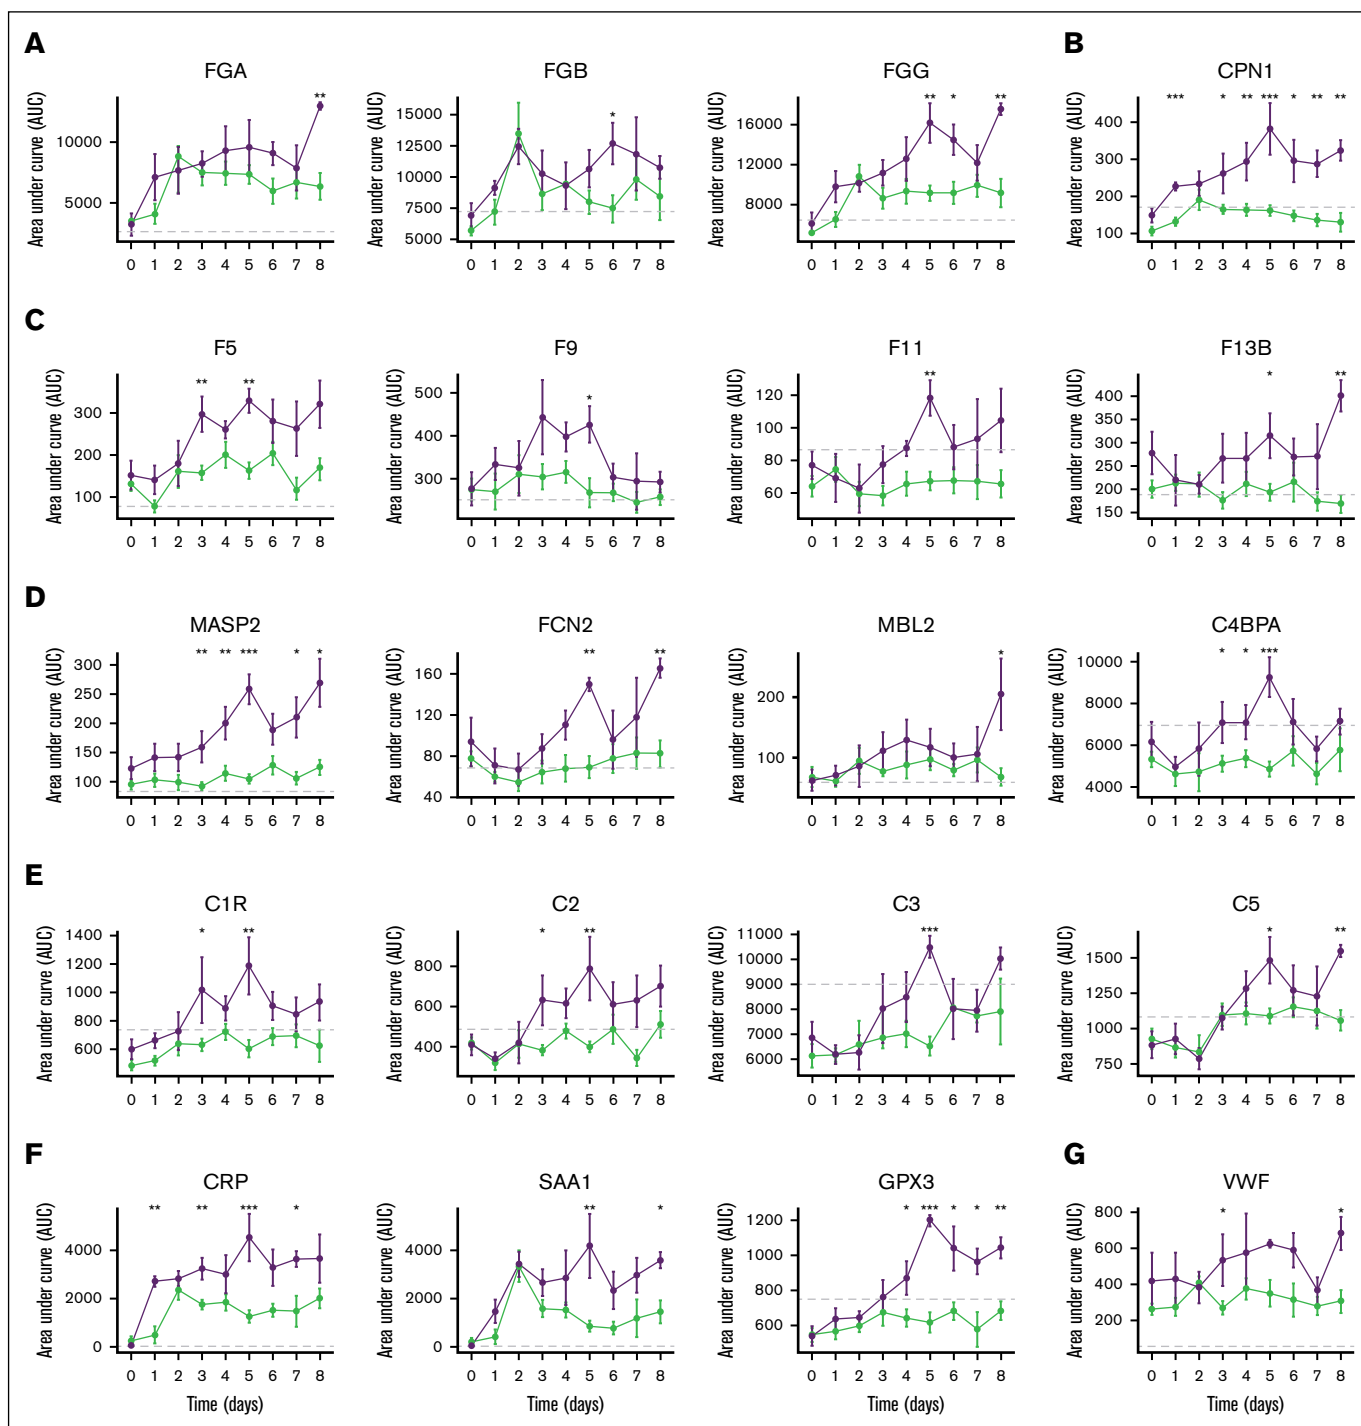 A
B
FGA
FGB
FGG
CPN1
Area under curve (AUC)
10000
5000
**
0 1 2 3 4 5 6 7 8
Area under curve (AUC)
15000
12500
10000
7500
5000
*
0 1 2 3 4 5 6 7 8
Area under curve (AUC)
16000
12000
8000
** * **
0 1 2 3 4 5 6 7 8
Area under curve (AUC)
400
300
200
100
*** * ** *** * ** **
0 1 2 3 4 5 6 7 8
C
F5
F9
F11
F13B
Area under curve (AUC)
300
200
100
** **
0 1 2 3 4 5 6 7 8
Area under curve (AUC)
500
400
300
*
0 1 2 3 4 5 6 7 8
Area under curve (AUC)
120
100
80
60
**
0 1 2 3 4 5 6 7 8
Area under curve (AUC)
400
300
200
150
* **
0 1 2 3 4 5 6 7 8
D
MASP2
FCN2
MBL2
C4BPA
Area under curve (AUC)
300
250
200
150
100
** ** *** * *
0 1 2 3 4 5 6 7 8
Area under curve (AUC)
160
120
80
40
** **
0 1 2 3 4 5 6 7 8
Area under curve (AUC)
200
100
*
0 1 2 3 4 5 6 7 8
Area under curve (AUC)
10000
8000
6000
4000
* * ***
0 1 2 3 4 5 6 7 8
E
C1R
C2
C3
C5
Area under curve (AUC)
1400
1200
1000
800
600
* **
0 1 2 3 4 5 6 7 8
Area under curve (AUC)
800
600
400
* **
0 1 2 3 4 5 6 7 8
Area under curve (AUC)
11000
10000
9000
8000
7000
6000
***
0 1 2 3 4 5 6 7 8
Area under curve (AUC)
1500
1250
1000
750
* **
0 1 2 3 4 5 6 7 8
F
G
CRP
SAA1
GPX3
VWF
Area under curve (AUC)
4000
2000
0
** ** *** *
0 1 2 3 4 5 6 7 8
Time (days)
Area under curve (AUC)
4000
2000
0
** *
0 1 2 3 4 5 6 7 8
Time (days)
Area under curve (AUC)
1200
1000
800
600
* *** * * **
0 1 2 3 4 5 6 7 8
Time (days)
Area under curve (AUC)
800
600
400
200
* *
0 1 2 3 4 5 6 7 8
Time (days)